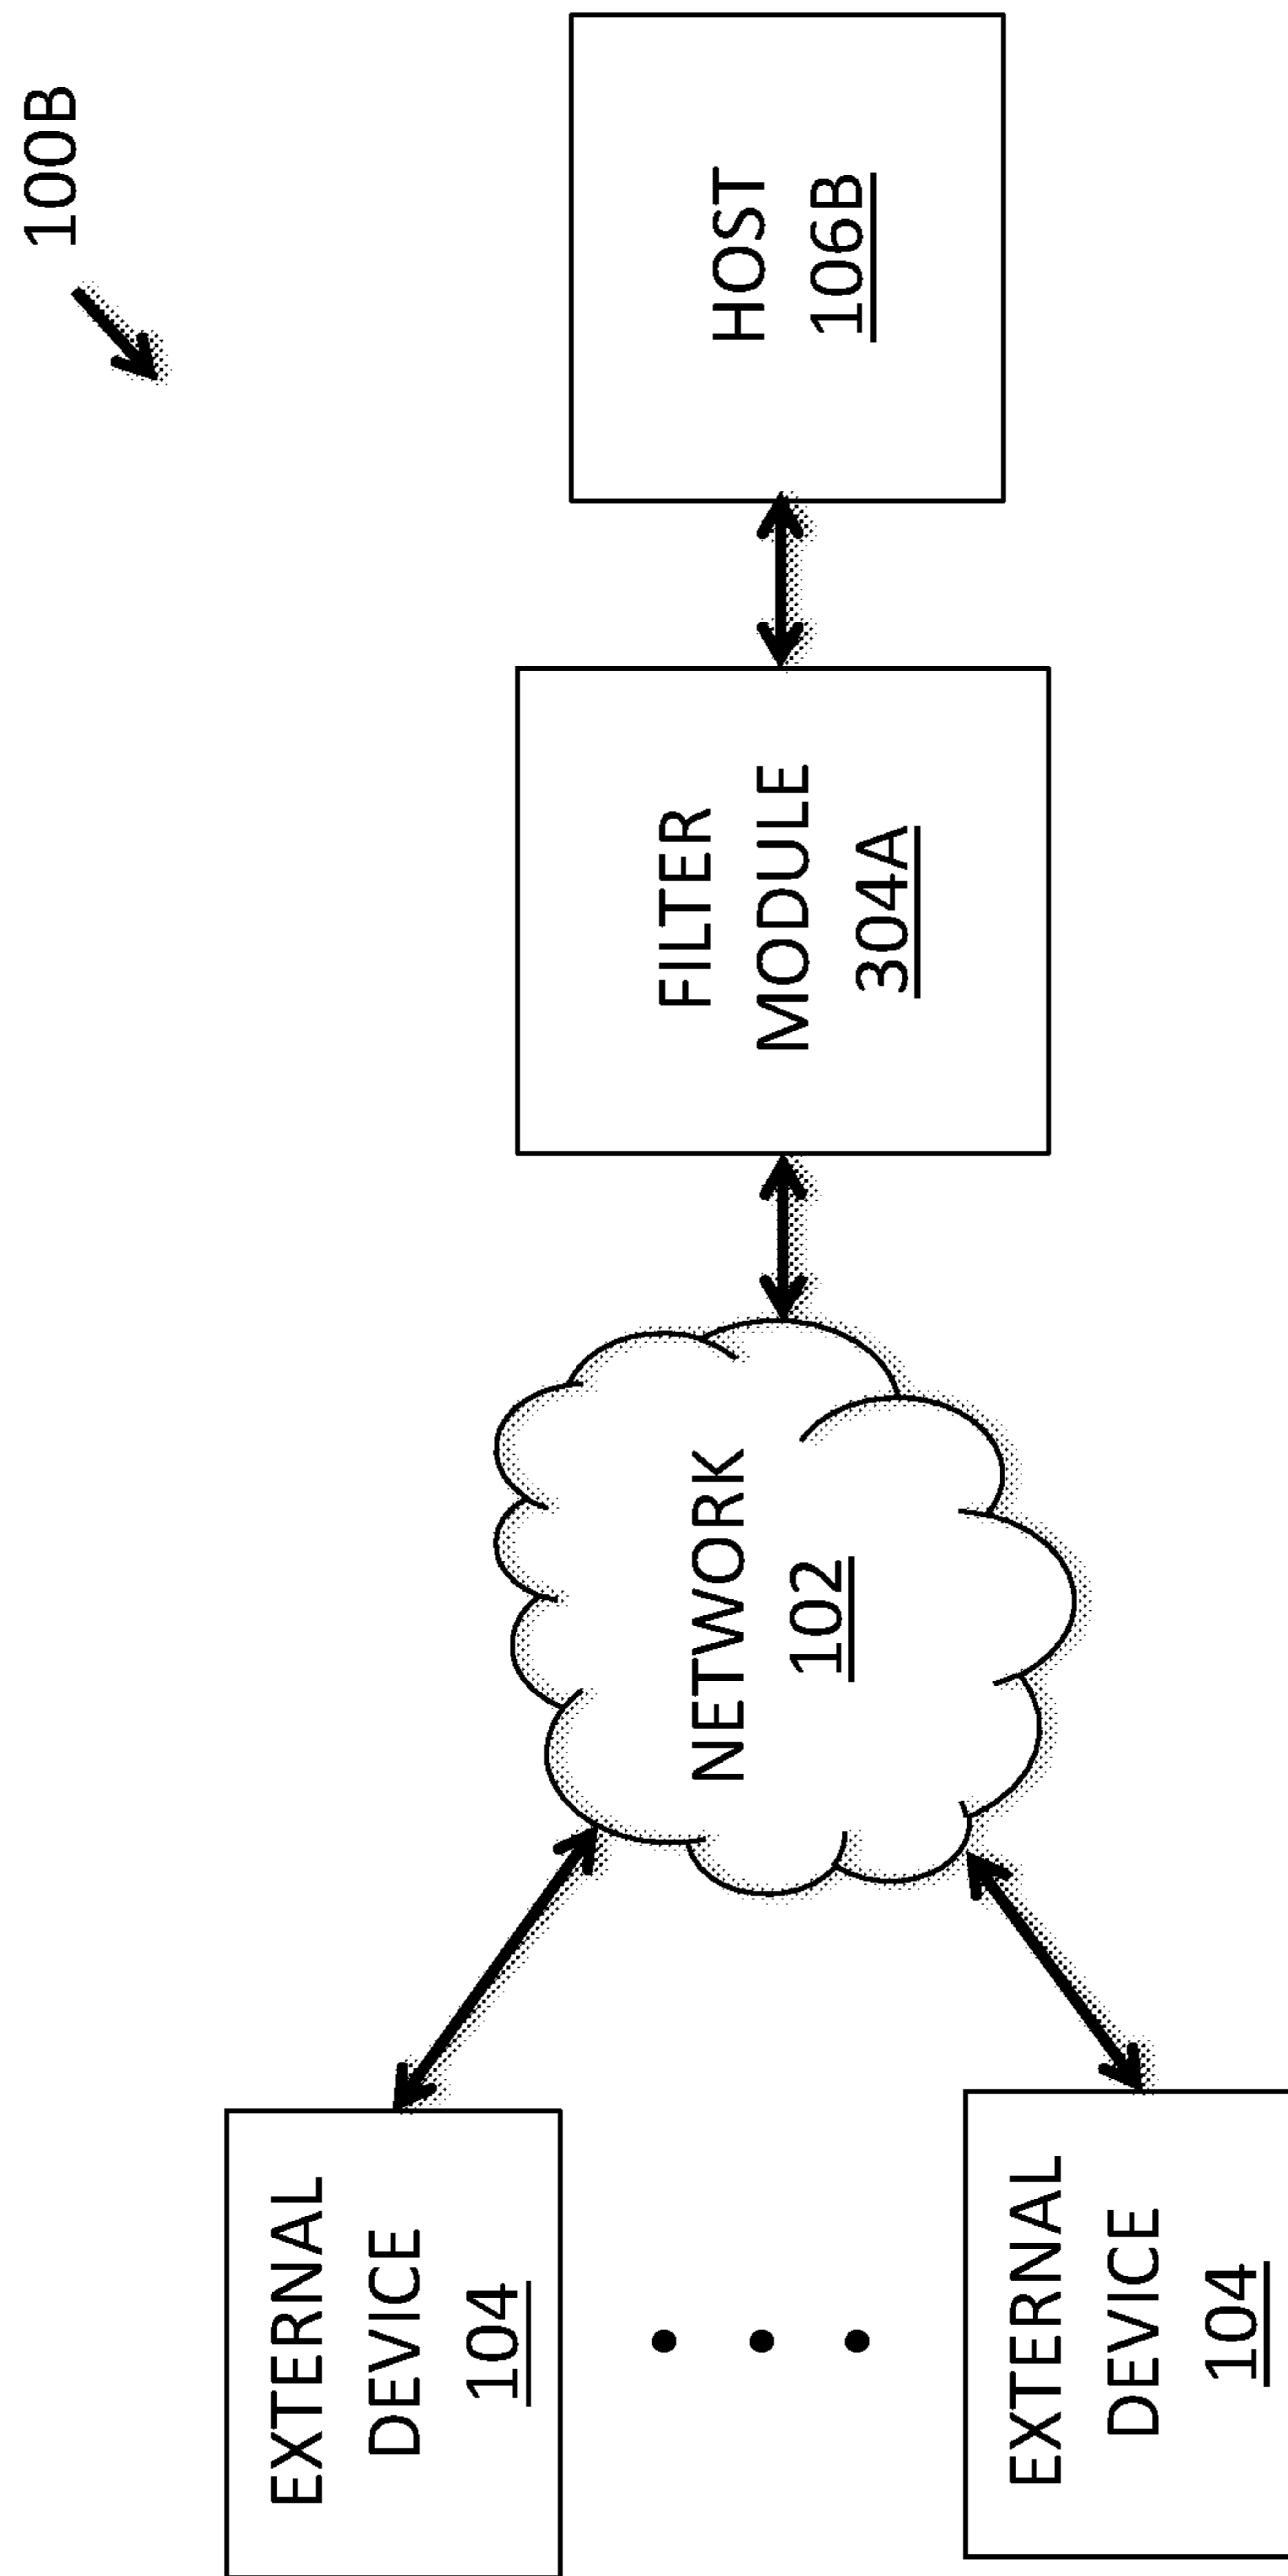 100B
EXTERNAL
DEVICE
104
EXTERNAL
DEVICE
104
NETWORK
102
FILTER
MODULE
304A
HOST
106B